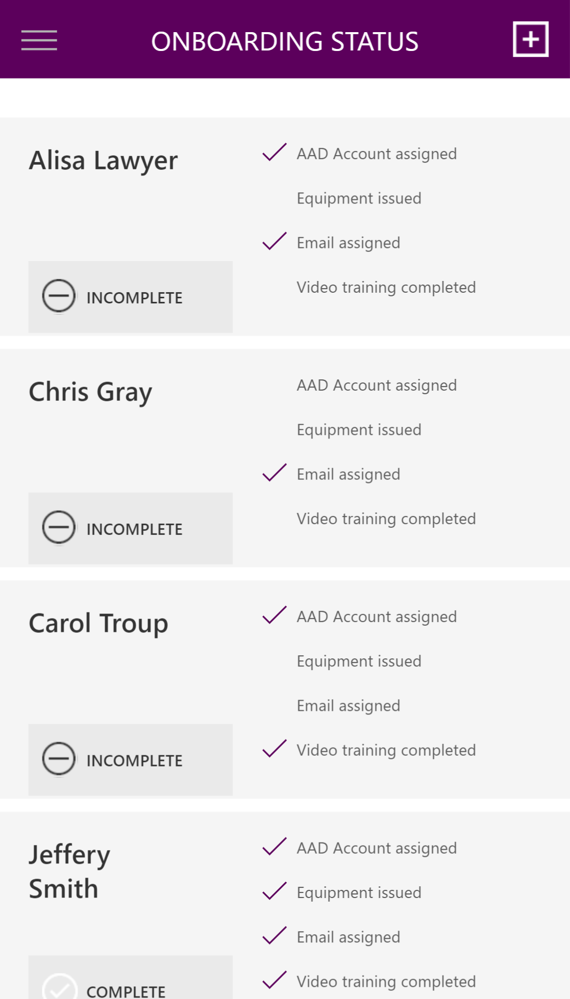 ONBOARDING STATUS
Alisa Lawyer
AAD Account assigned
Equipment issued
Email assigned
Video training completed
INCOMPLETE
Chris Gray
AAD Account assigned
Equipment issued
Email assigned
Video training completed
INCOMPLETE
Carol Troup
AAD Account assigned
Equipment issued
Email assigned
Video training completed
INCOMPLETE
Jeffery
Smith
AAD Account assigned
Equipment issued
Email assigned
Video training completed
COMPLETE